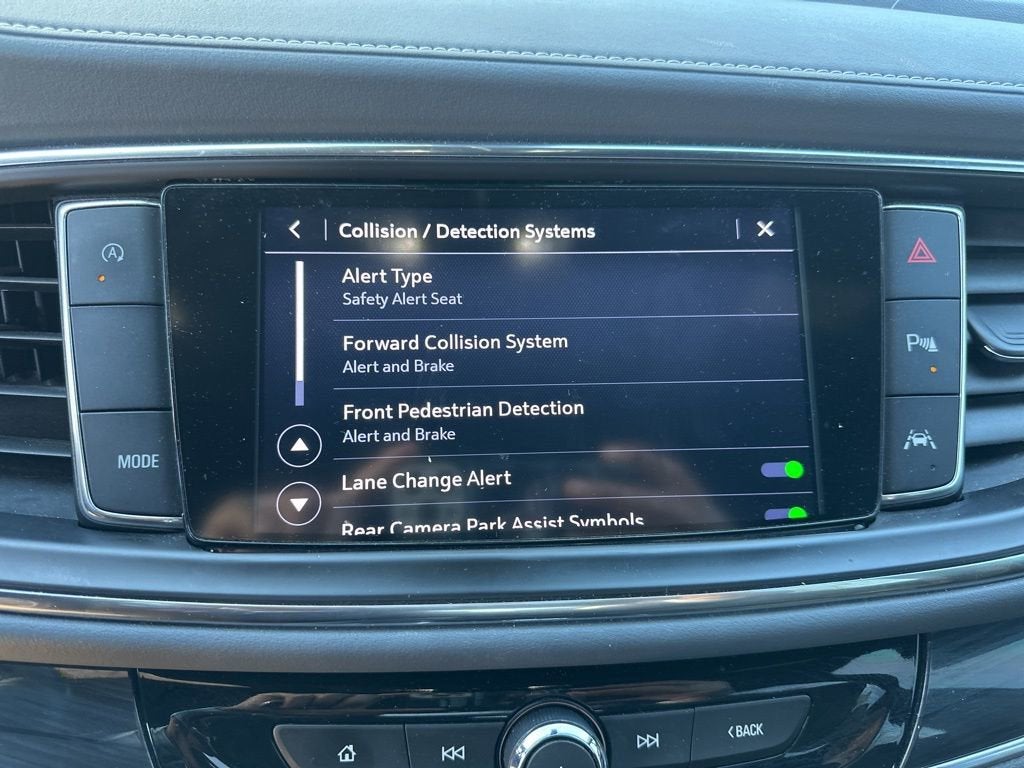 Collision / Detection Systems
Alert Type
Safety Alert Seat
Forward Collision System
Alert and Brake
Front Pedestrian Detection
Alert and Brake
Lane Change Alert
Rear Camera Park Assist Symbols
A
MODE
P
BACK